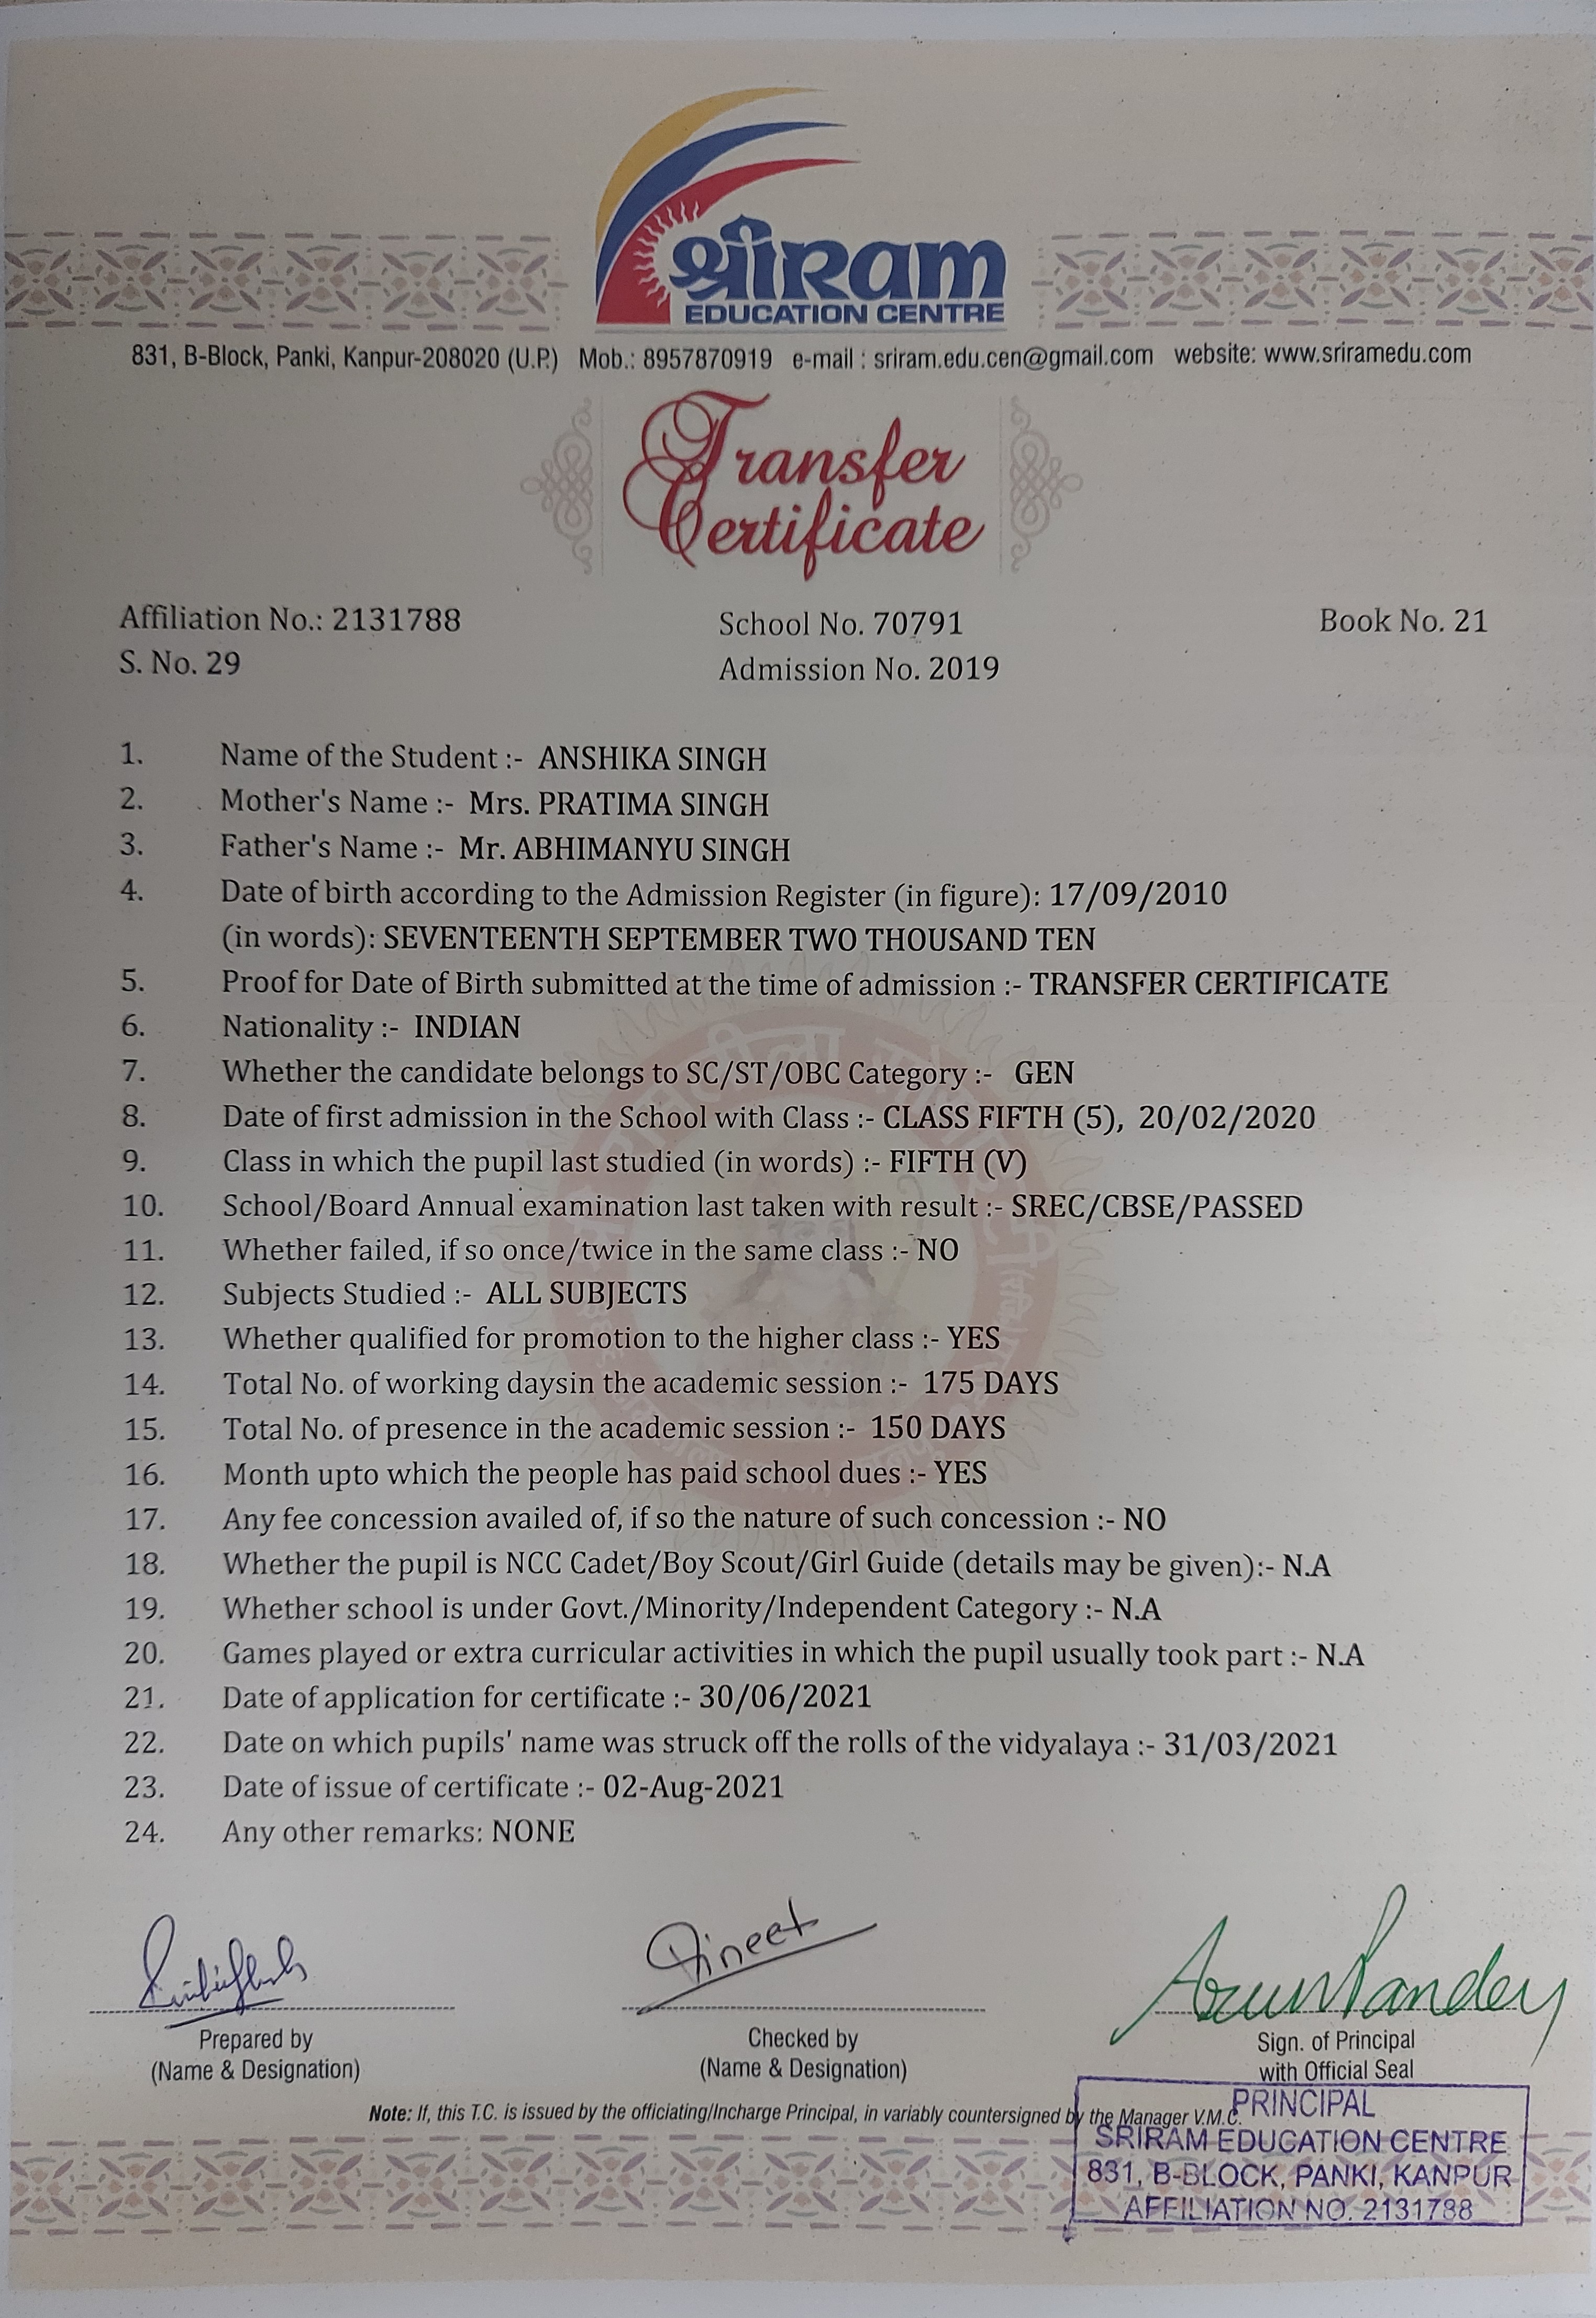 श्रीRam
EDUCATION CENTRE
831, B-Block, Panki, Kanpur-208020 (U.P.) Mob.: 8957870919 e-mail : sriram.edu.cen@gmail.com website: www.sriramedu.com
Transfer
Certificate
Affiliation No.: 2131788 School No. 70791 Book No. 21
S. No. 29 Admission No. 2019
1. Name of the Student :- ANSHIKA SINGH
2. Mother's Name :- Mrs. PRATIMA SINGH
3. Father's Name :- Mr. ABHIMANYU SINGH
4. Date of birth according to the Admission Register (in figure): 17/09/2010
(in words): SEVENTEENTH SEPTEMBER TWO THOUSAND TEN
5. Proof for Date of Birth submitted at the time of admission :- TRANSFER CERTIFICATE
6. Nationality :- INDIAN
7. Whether the candidate belongs to SC/ST/OBC Category :- GEN
8. Date of first admission in the School with Class :- CLASS FIFTH (5), 20/02/2020
9. Class in which the pupil last studied (in words) :- FIFTH (V)
10. School/Board Annual examination last taken with result :- SREC/CBSE/PASSED
11. Whether failed, if so once/twice in the same class :- NO
12. Subjects Studied :- ALL SUBJECTS
13. Whether qualified for promotion to the higher class :- YES
14. Total No. of working daysin the academic session :- 175 DAYS
15. Total No. of presence in the academic session :- 150 DAYS
16. Month upto which the people has paid school dues :- YES
17. Any fee concession availed of, if so the nature of such concession :- NO
18. Whether the pupil is NCC Cadet/Boy Scout/Girl Guide (details may be given):- N.A
19. Whether school is under Govt./Minority/Independent Category :- N.A
20. Games played or extra curricular activities in which the pupil usually took part :- N.A
21. Date of application for certificate :- 30/06/2021
22. Date on which pupils' name was struck off the rolls of the vidyalaya :- 31/03/2021
23. Date of issue of certificate :- 02-Aug-2021
24. Any other remarks: NONE
Vineet Arun Pandey
Prepared by Checked by Sign. of Principal
(Name & Designation) (Name & Designation) with Official Seal
Note: If, this T.C. is issued by the officiating/Incharge Principal, in variably countersigned by the Manager V.M.C.
PRINCIPAL
SRIRAM EDUCATION CENTRE
831, B-BLOCK, PANKI, KANPUR
AFFILIATION NO. 2131788